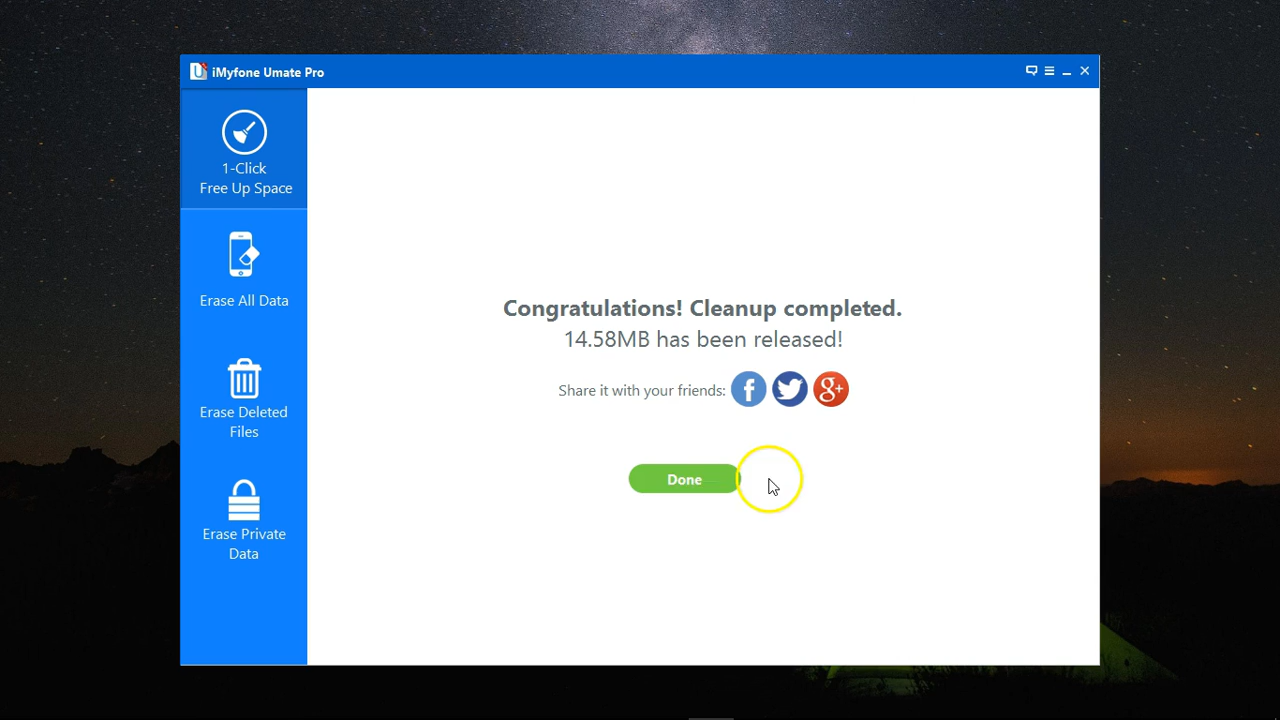 iMyfone Umate Pro
1-Click
Free Up Space
Erase All Data
Erase Deleted
Files
Erase Private
Data
Congratulations! Cleanup completed.
14.58MB has been released!
Share it with your friends:
Done